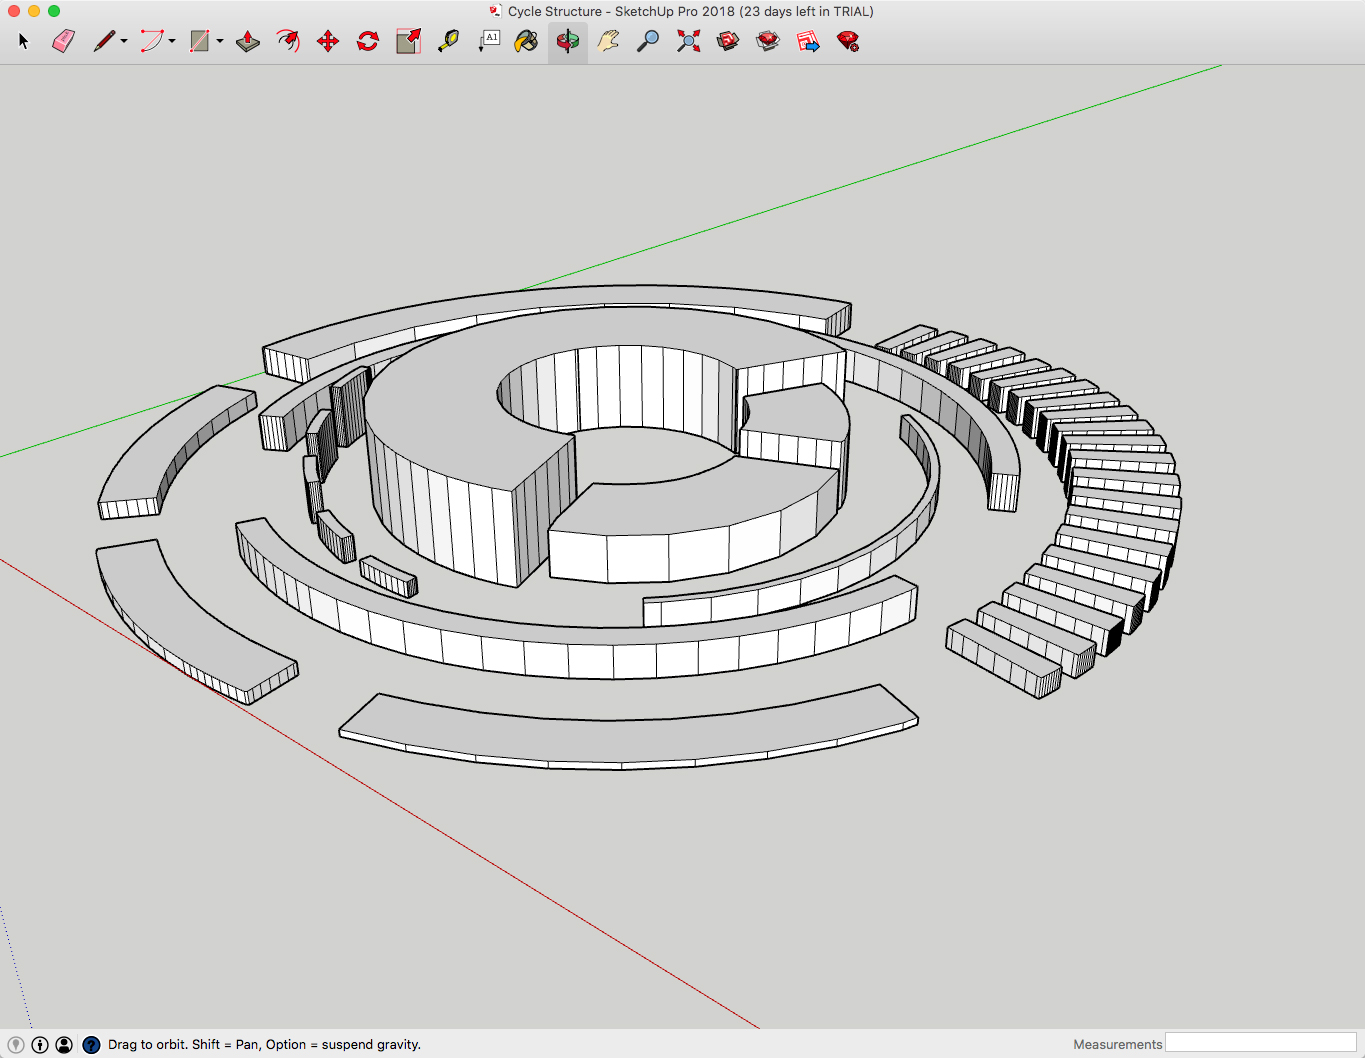 Cycle Structure - SketchUp Pro 2018 (23 days left in TRIAL)
A1
Drag to orbit. Shift = Pan, Option = suspend gravity.
Measurements